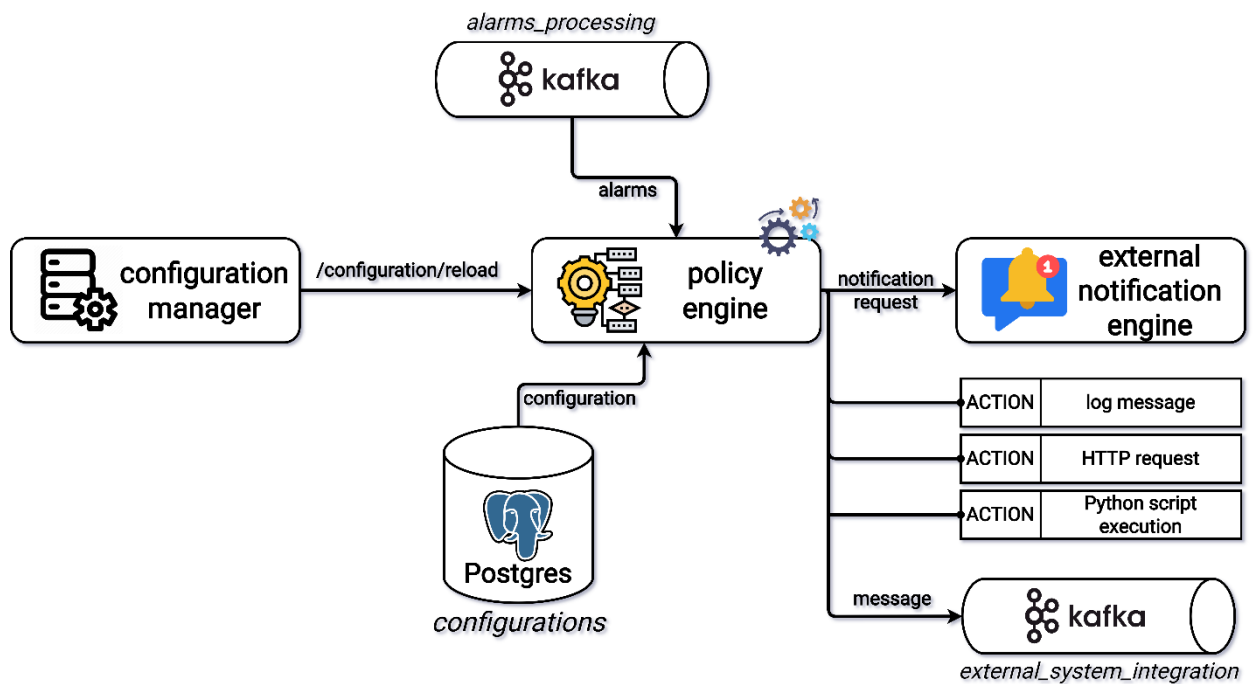 alarms_processing
kafka
alarms
configuration
manager
/configuration/reload
policy
engine
notification
request
1
external
notification
engine
configuration
Postgres
configurations
ACTION log message
ACTION HTTP request
ACTION Python script
execution
message
kafka
external_system_integration